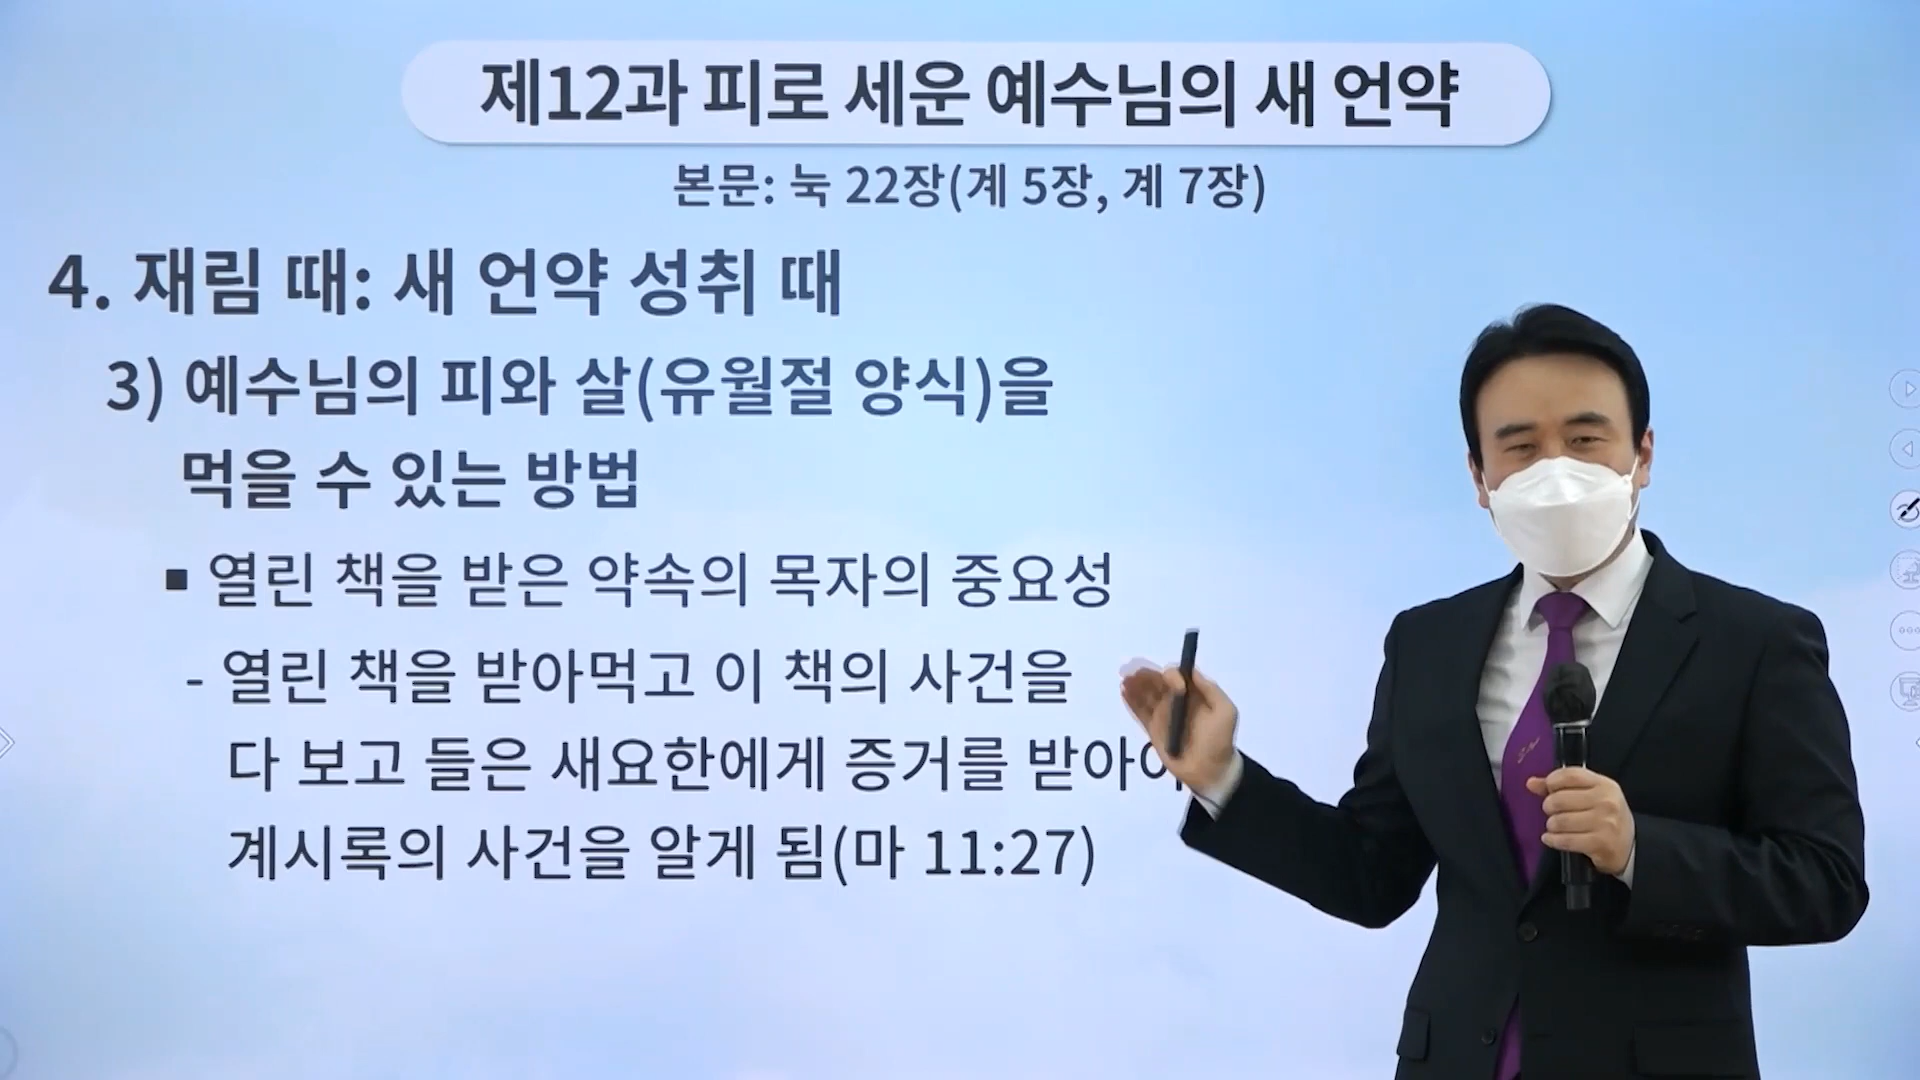 제12과 피로 세운 예수님의 새 언약
본문: 눅 22장(계 5장, 계 7장)
4. 재림 때: 새 언약 성취 때
3) 예수님의 피와 살(유월절 양식)을
먹을 수 있는 방법
▪ 열린 책을 받은 약속의 목자의 중요성
- 열린 책을 받아먹고 이 책의 사건을
다 보고 들은 새요한에게 증거를
계시록의 사건을 알게 됨(마 11:27)